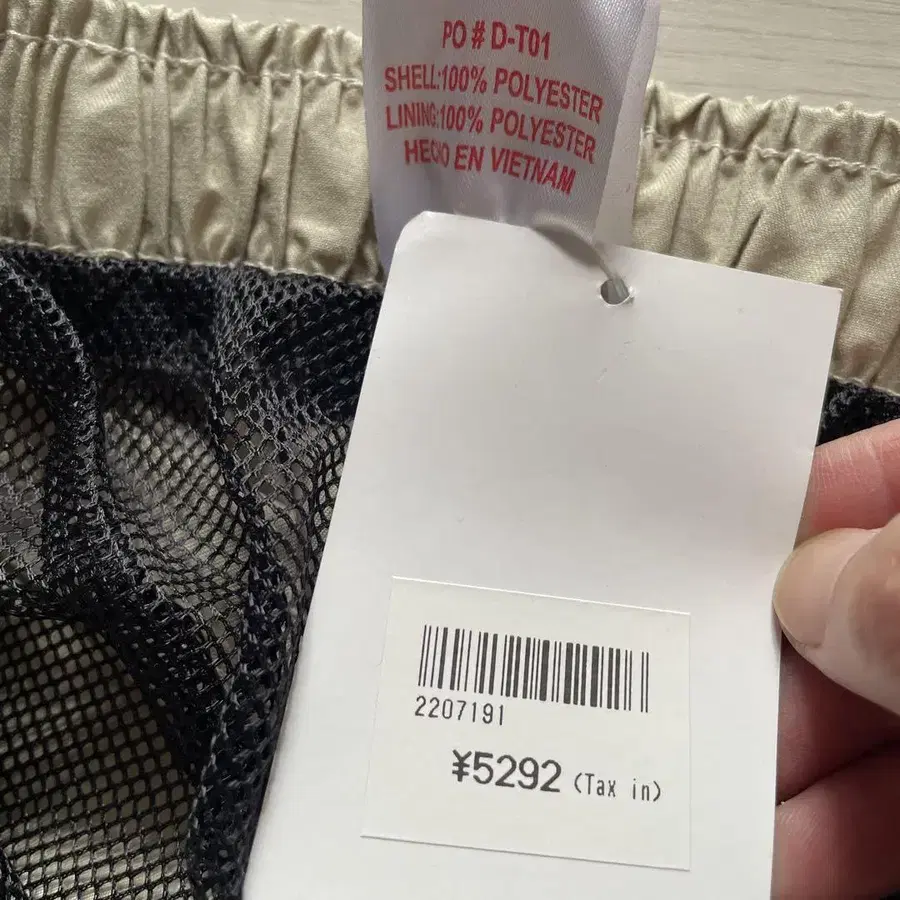 PO # D-T01
SHELL:100% POLYESTER
LINING:100% POLYESTER
HECHO EN VIETNAM
2207191
¥5292 (Tax in)